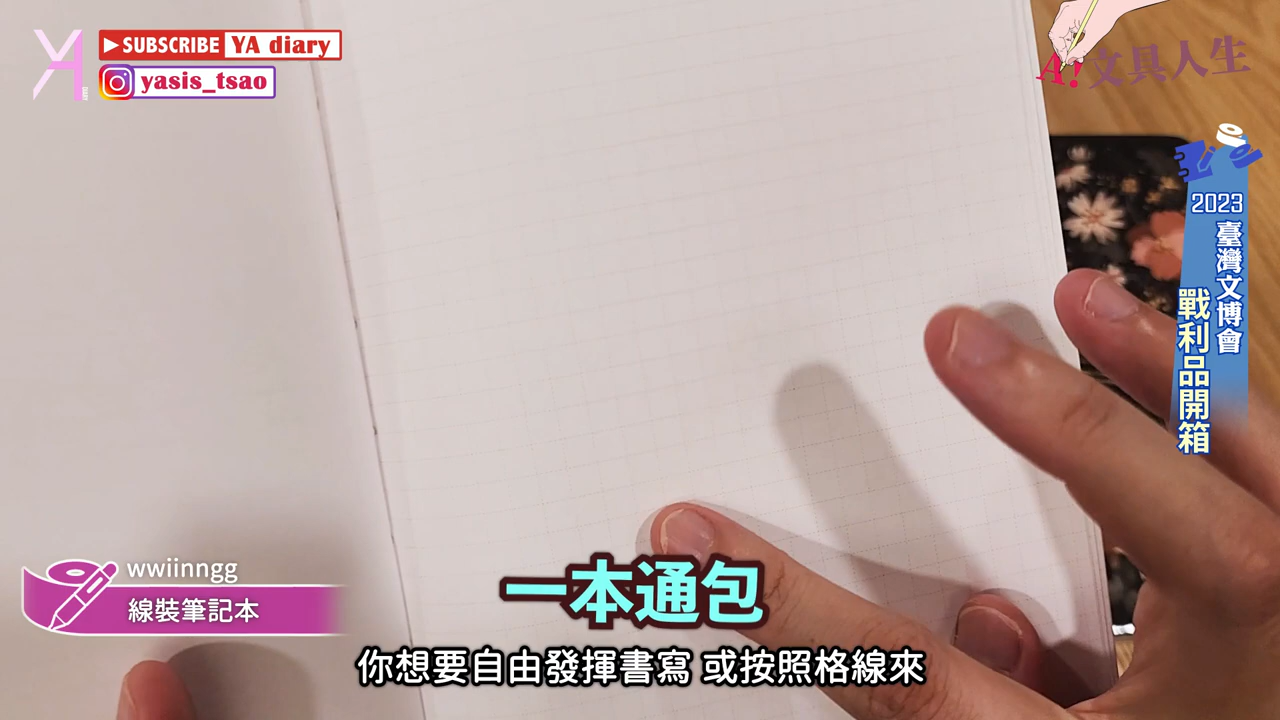 YA
DIARY
SUBSCRIBE YA diary
yasis_tsao
A!文具人生
2023
臺灣文博會
戰利品開箱
wwiinngg
線裝筆記本
一本通包
你想要自由發揮書寫 或按照格線來